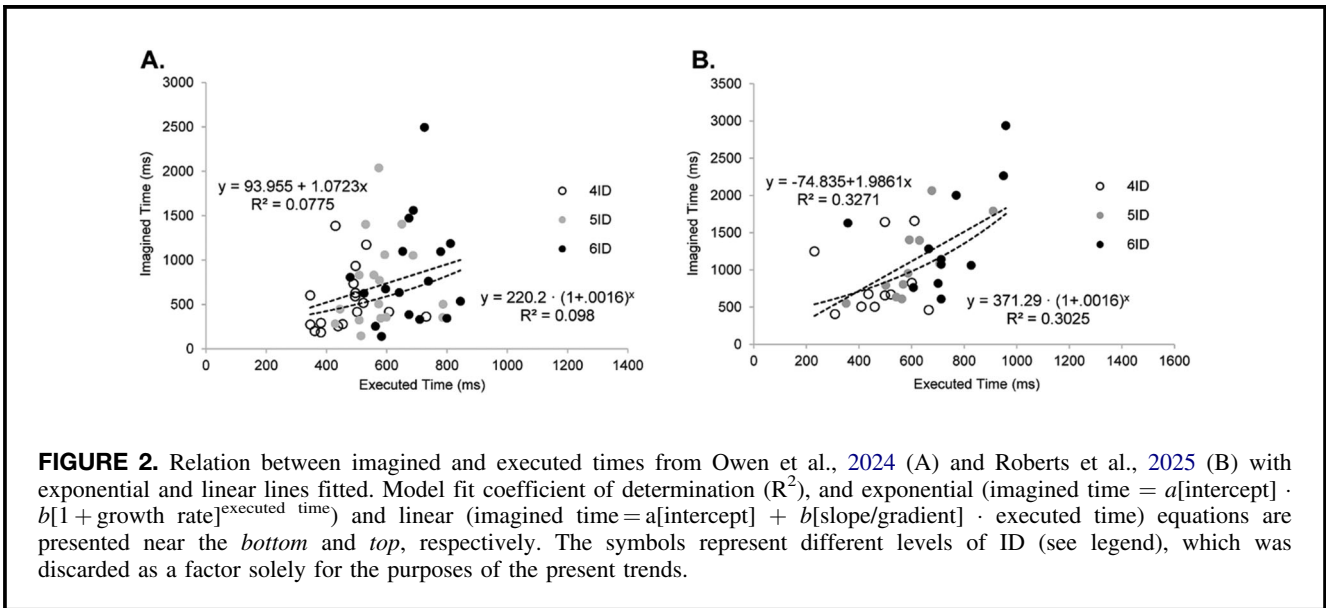 A.
3000
2500
2000
1500
1000
500
0
0 200 400 600 800 1000 1200 1400
Imagined Time (ms)
Executed Time (ms)
y = 93.955 + 1.0723x
R² = 0.0775
4ID
5ID
6ID
y = 220.2 · (1+.0016)ˣ
R² = 0.098
B.
3500
3000
2500
2000
1500
1000
500
0
0 200 400 600 800 1000 1200 1400 1600
Imagined Time (ms)
Executed Time (ms)
y = -74.835+1.9861x
R² = 0.3271
4ID
5ID
6ID
y = 371.29 · (1+.0016)ˣ
R² = 0.3025
FIGURE 2. Relation between imagined and executed times from Owen et al., 2024 (A) and Roberts et al., 2025 (B) with
exponential and linear lines fitted. Model fit coefficient of determination (R²), and exponential (imagined time = a[intercept] ·
b[1 + growth rate]^executed time) and linear (imagined time = a[intercept] + b[slope/gradient] · executed time) equations are
presented near the bottom and top, respectively. The symbols represent different levels of ID (see legend), which was
discarded as a factor solely for the purposes of the present trends.